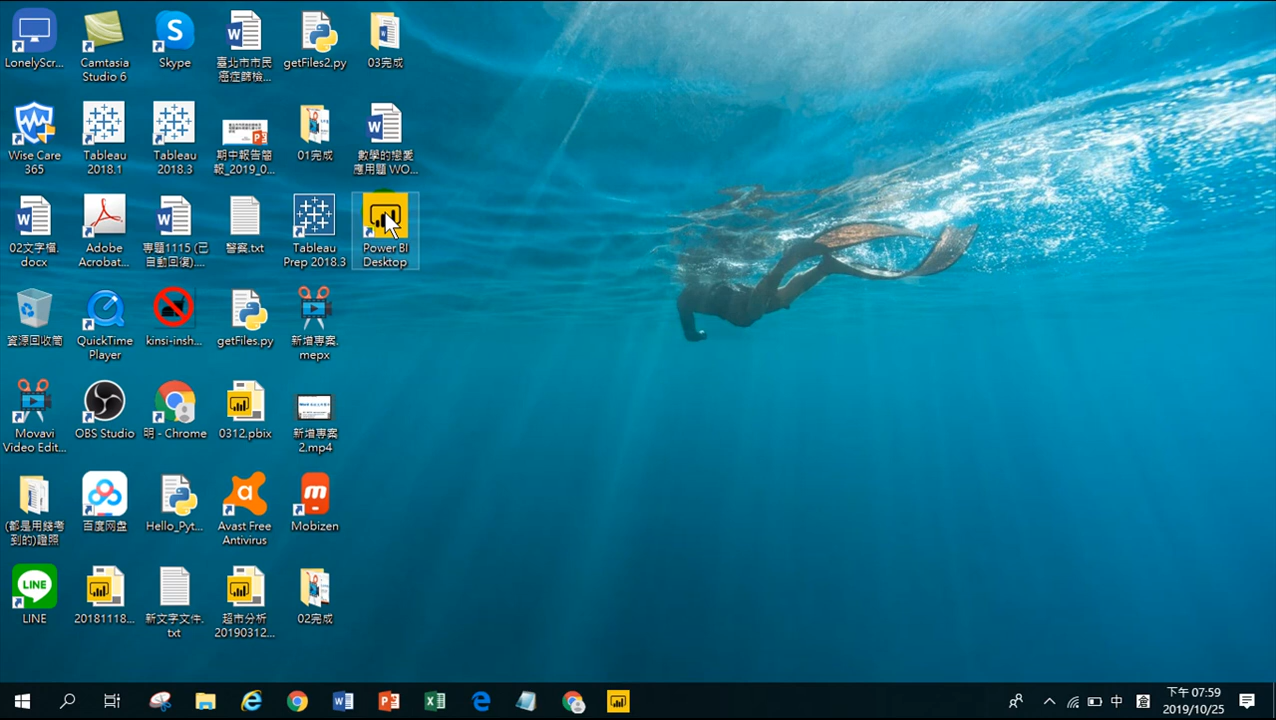 LonelyScr...
Camtasia
Studio 6
Skype
臺北市市民
癌症篩檢...
getFiles2.py
03完成
Wise Care
365
Tableau
2018.1
Tableau
2018.3
期中報告簡
報_2019_0...
01完成
數學的戀愛
應用題 WO...
02文字檔.
docx
Adobe
Acrobat...
專題1115 (已
自動回復)....
醫案.txt
Tableau
Prep 2018.3
Power BI
Desktop
資源回收筒
QuickTime
Player
kinsi-insh...
getFiles.py
新增專案.
mepx
Movavi
Video Edit...
OBS Studio
明 - Chrome
0312.pbix
新增專案
2.mp4
(都是用錢考
到的)證照
百度网盘
Hello_Pyt...
Avast Free
Antivirus
Mobizen
LINE
LINE
20181118...
新文字文件.
txt
超市分析
20190312...
02完成
中
下午 07:59
2019/10/25